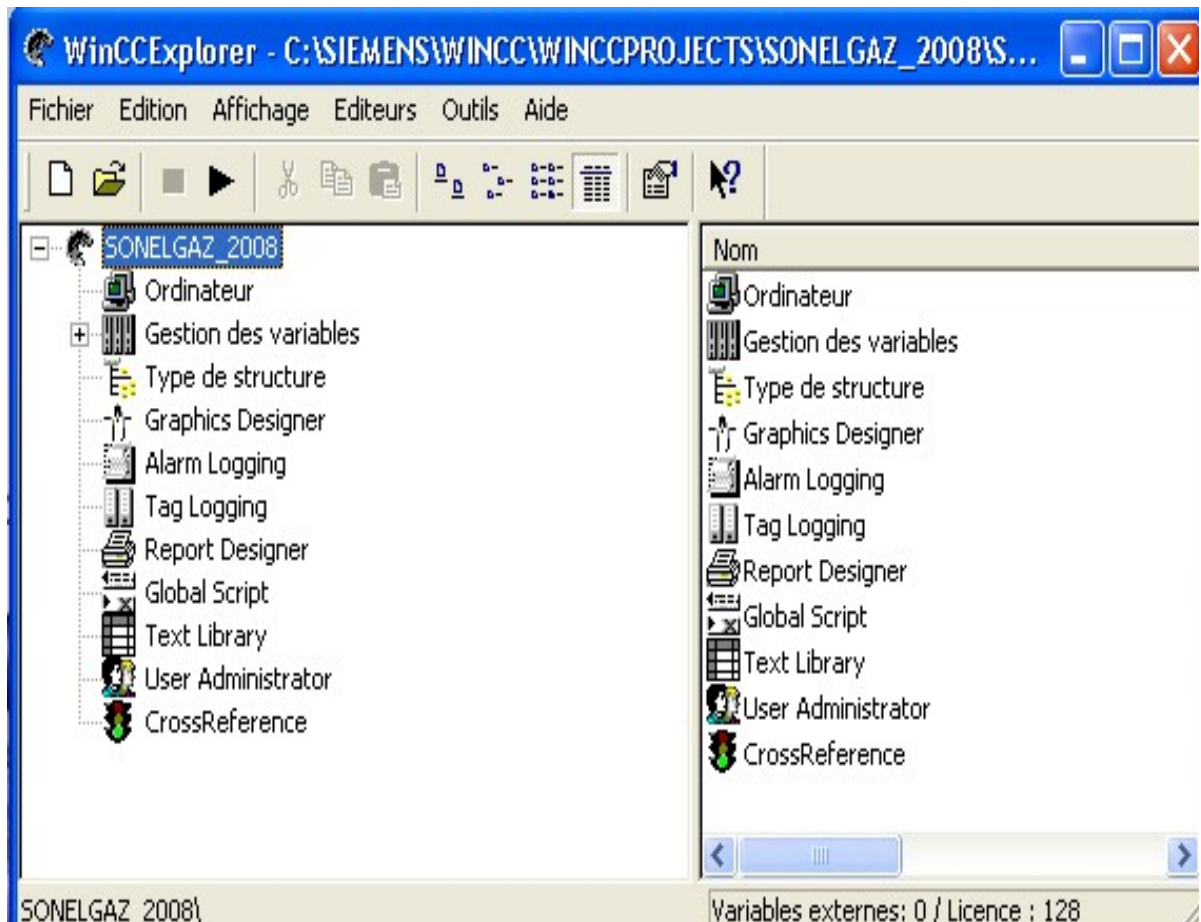 WinCCExplorer - C:\SIEMENS\WINCC\WINCCPROJECTS\SONELGAZ_2008\S...
Fichier Edition Affichage Editeurs Outils Aide
SONELGAZ_2008
Ordinateur
Gestion des variables
Type de structure
Graphics Designer
Alarm Logging
Tag Logging
Report Designer
Global Script
Text Library
User Administrator
CrossReference
Nom
Ordinateur
Gestion des variables
Type de structure
Graphics Designer
Alarm Logging
Tag Logging
Report Designer
Global Script
Text Library
User Administrator
CrossReference
SONELGAZ_2008\
Variables externes: 0 / Licence : 128